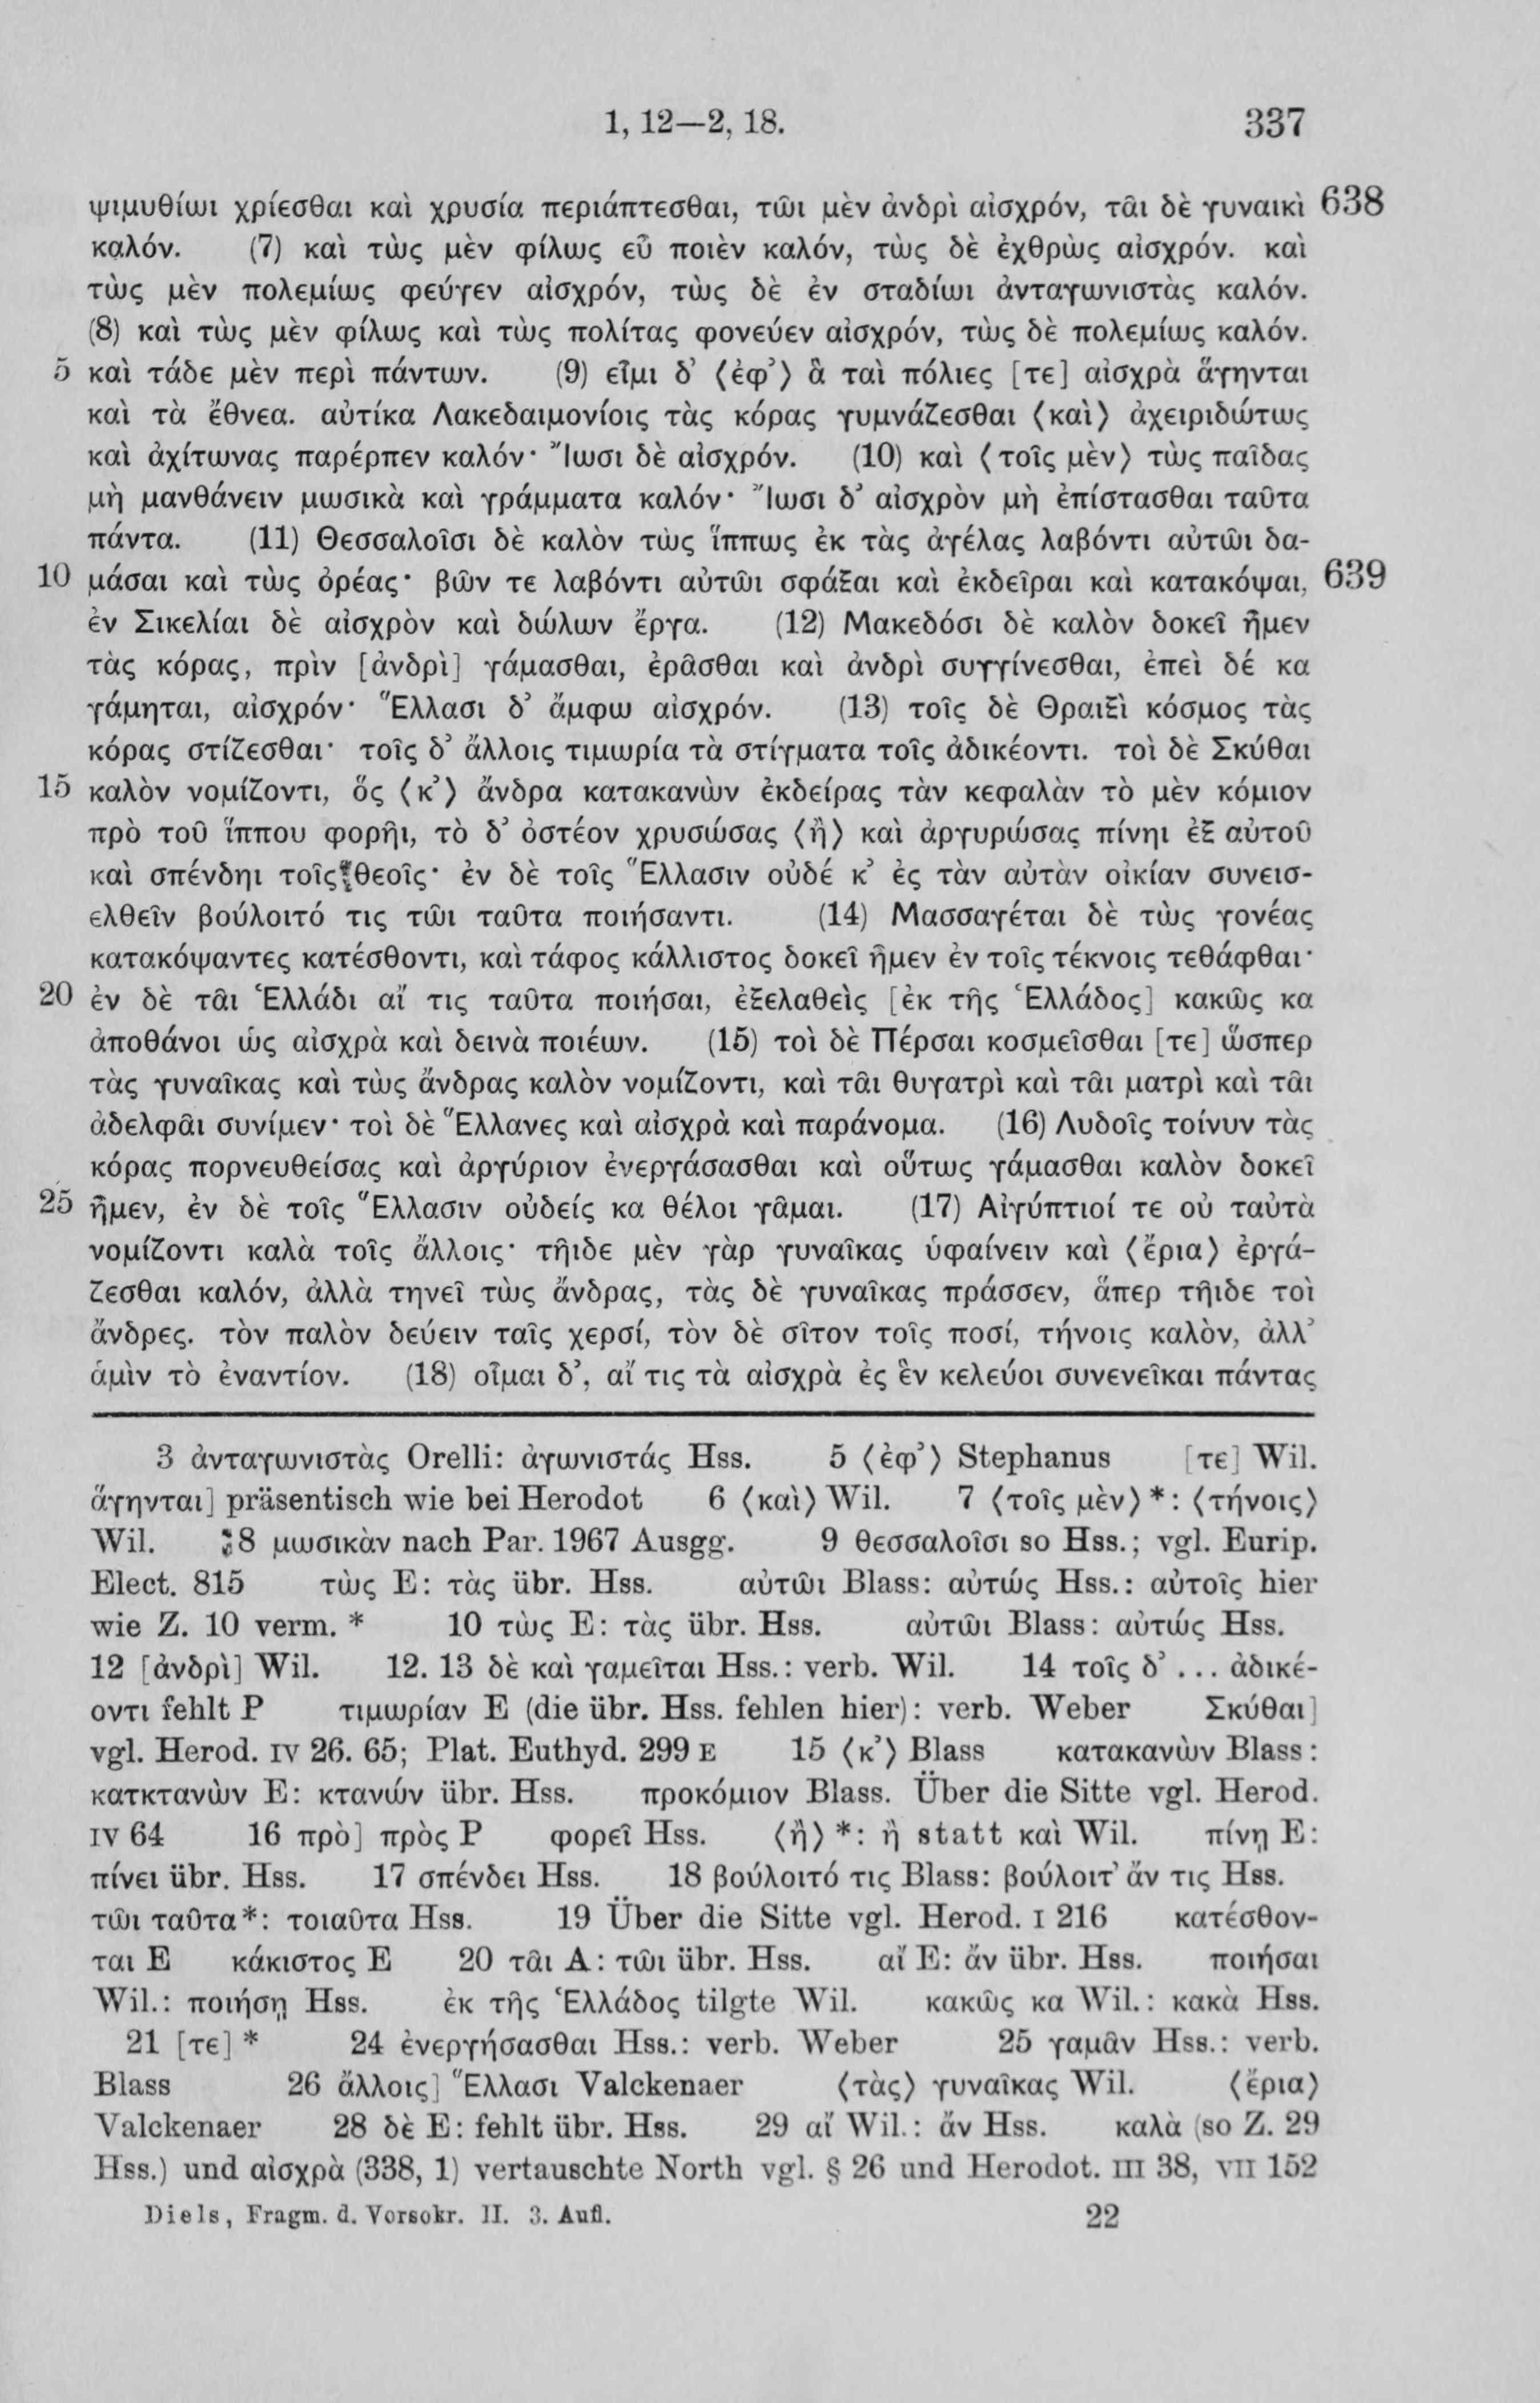 1, 12—2, 18. 337
ψιμυθίωι χρίεσθαι καὶ χρυσία περιάπτεσθαι, τῶι μὲν ἀνδρὶ αἰσχρόν, τᾶι δὲ γυναικὶ 638
καλόν. (7) καὶ τὼς μὲν φίλως εὖ ποιὲν καλόν, τὼς δὲ ἐχθρὼς αἰσχρόν. καὶ
τὼς μὲν πολεμίως φεύγεν αἰσχρόν, τὼς δὲ ἐν σταδίωι ἀνταγωνιστὰς καλόν.
(8) καὶ τὼς μὲν φίλως καὶ τὼς πολίτας φονεύεν αἰσχρόν, τὼς δὲ πολεμίως καλόν.
5 καὶ τάδε μὲν περὶ πάντων. (9) εἶμι δ’ ⟨ἐφ’⟩ ἃ ταὶ πόλιες [τε] αἰσχρὰ ἅγηνται
καὶ τὰ ἔθνεα. αὐτίκα Λακεδαιμονίοις τὰς κόρας γυμνάζεσθαι ⟨καὶ⟩ ἀχειριδώτως
καὶ ἀχίτωνας παρέρπεν καλόν· Ἴωσι δὲ αἰσχρόν. (10) καὶ ⟨τοῖς μὲν⟩ τὼς παῖδας
μὴ μανθάνειν μωσικὰ καὶ γράμματα καλόν· Ἴωσι δ’ αἰσχρὸν μὴ ἐπίστασθαι ταῦτα
πάντα. (11) Θεσσαλοῖσι δὲ καλὸν τὼς ἵππως ἐκ τὰς ἀγέλας λαβόντι αὐτῶι δα-
10 μάσαι καὶ τὼς ὀρέας· βῶν τε λαβόντι αὐτῶι σφάξαι καὶ ἐκδεῖραι καὶ κατακόψαι, 639
ἐν Σικελίαι δὲ αἰσχρὸν καὶ δώλων ἔργα. (12) Μακεδόσι δὲ καλὸν δοκεῖ ἦμεν
τὰς κόρας, πρὶν [ἀνδρὶ] γάμασθαι, ἐρᾶσθαι καὶ ἀνδρὶ συγγίνεσθαι, ἐπεὶ δέ κα
γάμηται, αἰσχρόν· Ἕλλασι δ’ ἄμφω αἰσχρόν. (13) τοῖς δὲ Θραιξὶ κόσμος τὰς
κόρας στίζεσθαι· τοῖς δ’ ἄλλοις τιμωρία τὰ στίγματα τοῖς ἀδικέοντι. τοὶ δὲ Σκύθαι
15 καλὸν νομίζοντι, ὅς ⟨κ’⟩ ἄνδρα κατακανὼν ἐκδείρας τὰν κεφαλὰν τὸ μὲν κόμιον
πρὸ τοῦ ἵππου φορῆι, τὸ δ’ ὀστέον χρυσώσας ⟨ἢ⟩ καὶ ἀργυρώσας πίνηι ἐξ αὐτοῦ
καὶ σπένδηι τοῖς θεοῖς· ἐν δὲ τοῖς Ἕλλασιν οὐδέ κ’ ἐς τὰν αὐτὰν οἰκίαν συνεισ-
ελθεῖν βούλοιτό τις τῶι ταῦτα ποιήσαντι. (14) Μασσαγέται δὲ τὼς γονέας
κατακόψαντες κατέσθοντι, καὶ τάφος κάλλιστος δοκεῖ ἦμεν ἐν τοῖς τέκνοις τεθάφθαι·
20 ἐν δὲ τᾶι Ἑλλάδι αἴ τις ταῦτα ποιήσαι, ἐξελαθεὶς [ἐκ τῆς Ἑλλάδος] κακῶς κα
ἀποθάνοι ὡς αἰσχρὰ καὶ δεινὰ ποιέων. (15) τοὶ δὲ Πέρσαι κοσμεῖσθαι [τε] ὥσπερ
τὰς γυναῖκας καὶ τὼς ἄνδρας καλὸν νομίζοντι, καὶ τᾶι θυγατρὶ καὶ τᾶι ματρὶ καὶ τᾶι
ἀδελφᾶι συνίμεν· τοὶ δὲ Ἕλλανες καὶ αἰσχρὰ καὶ παράνομα. (16) Λυδοῖς τοίνυν τὰς
κόρας πορνευθείσας καὶ ἀργύριον ἐνεργάσασθαι καὶ οὕτως γάμασθαι καλὸν δοκεῖ
25 ἦμεν, ἐν δὲ τοῖς Ἕλλασιν οὐδείς κα θέλοι γᾶμαι. (17) Αἰγύπτιοί τε οὐ ταὐτὰ
νομίζοντι καλὰ τοῖς ἄλλοις· τῆιδε μὲν γὰρ γυναῖκας ὑφαίνειν καὶ ⟨ἔρια⟩ ἐργά-
ζεσθαι καλόν, ἀλλὰ τηνεῖ τὼς ἄνδρας, τὰς δὲ γυναῖκας πράσσεν, ἅπερ τῆιδε τοὶ
ἄνδρες. τὸν παλὸν δεύειν ταῖς χερσί, τὸν δὲ σῖτον τοῖς ποσί, τήνοις καλὸν, ἀλλ’
ἁμὶν τὸ ἐναντίον. (18) οἶμαι δ’, αἴ τις τὰ αἰσχρὰ ἐς ἓν κελεύοι συνενεῖκαι πάντας
3 ἀνταγωνιστὰς Orelli: ἀγωνιστάς Hss. 5 ⟨ἐφ’⟩ Stephanus [τε] Wil.
ἅγηνται] präsentisch wie bei Herodot 6 ⟨καὶ⟩ Wil. 7 ⟨τοῖς μὲν⟩ *: ⟨τήνοις⟩
Wil. 8 μωσικὰν nach Par. 1967 Ausgg. 9 θεσσαλοῖσι so Hss.; vgl. Eurip.
Elect. 815 τὼς E: τὰς übr. Hss. αὐτῶι Blass: αὐτώς Hss.: αὐτοῖς hier
wie Z. 10 verm. * 10 τὼς E: τὰς übr. Hss. αὐτῶι Blass: αὐτώς Hss.
12 [ἀνδρὶ] Wil. 12. 13 δὲ καὶ γαμεῖται Hss.: verb. Wil. 14 τοῖς δ’ ... ἀδικέ-
οντι fehlt P τιμωρίαν E (die übr. Hss. fehlen hier): verb. Weber Σκύθαι]
vgl. Herod. IV 26. 65; Plat. Euthyd. 299 E 15 ⟨κ’⟩ Blass κατακανὼν Blass:
κατκτανὼν E: κτανών übr. Hss. προκόμιον Blass. Über die Sitte vgl. Herod.
IV 64 16 πρὸ] πρὸς P φορεῖ Hss. ⟨ἢ⟩ *: ἢ statt καὶ Wil. πίνῃ E:
πίνει übr. Hss. 17 σπένδει Hss. 18 βούλοιτό τις Blass: βούλοιτ’ ἄν τις Hss.
τῶι ταῦτα *: τοιαῦτα Hss. 19 Über die Sitte vgl. Herod. I 216 κατέσθον-
ται E κάκιστος E 20 τᾶι A: τῶι übr. Hss. αἴ E: ἄν übr. Hss. ποιήσαι
Wil.: ποιήσῃ Hss. ἐκ τῆς Ἑλλάδος tilgte Wil. κακῶς κα Wil.: κακὰ Hss.
21 [τε] * 24 ἐνεργήσασθαι Hss.: verb. Weber 25 γαμᾶν Hss.: verb.
Blass 26 ἄλλοις] Ἕλλασι Valckenaer ⟨τὰς⟩ γυναῖκας Wil. ⟨ἔρια⟩
Valckenaer 28 δὲ E: fehlt übr. Hss. 29 αἴ Wil.: ἄν Hss. καλὰ (so Z. 29
Hss.) und αἰσχρὰ (338, 1) vertauschte North vgl. § 26 und Herodot. III 38, VII 152
Diels, Fragm. d. Vorsokr. II. 3. Aufl. 22